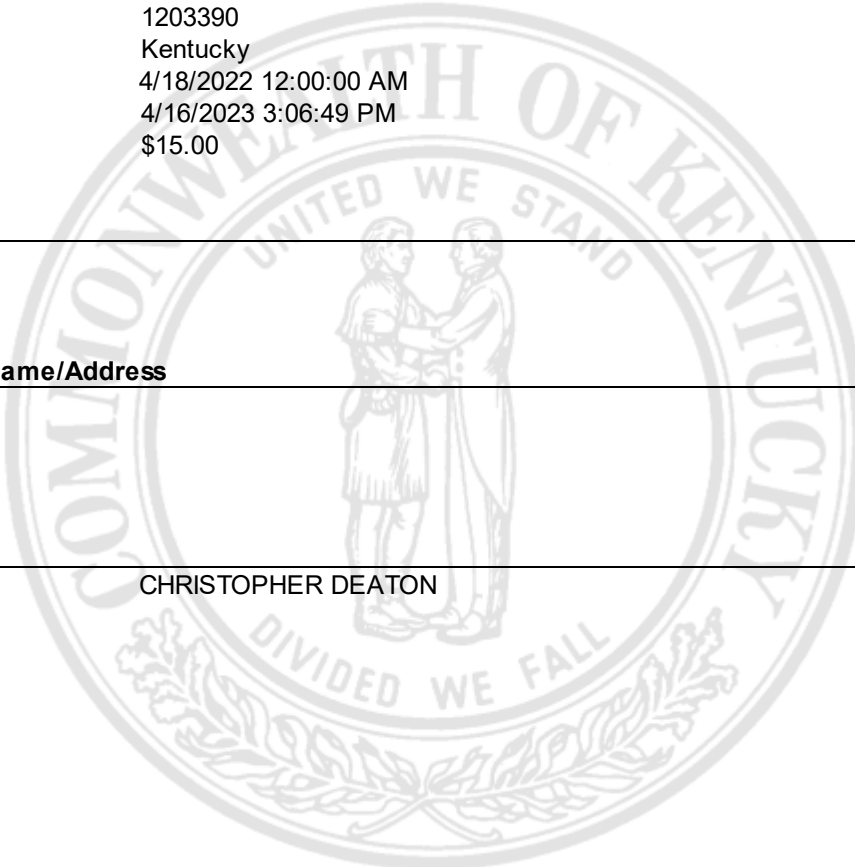 1203390
Kentucky
4/18/2022 12:00:00 AM
4/16/2023 3:06:49 PM
$15.00
COMMONWEALTH OF KENTUCKY
UNITED WE STAND
ame/Address
CHRISTOPHER DEATON
DIVIDED WE FALL